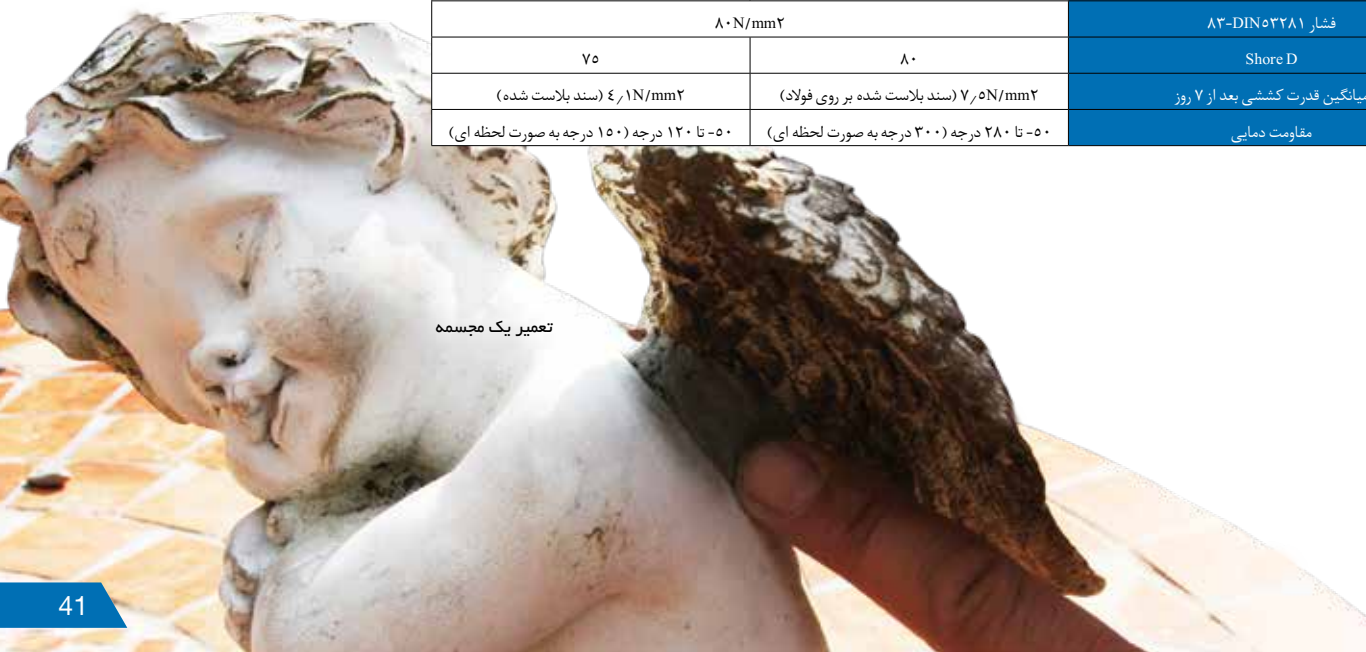 فشار ۸۳-DIN۵۳۲۸۱ ۸۰N/mm۲
Shore D ۸۰ ۷۵
میانگین قدرت کششی بعد از ۷ روز ۷٫۵N/mm۲ (سند بلاست شده بر روی فولاد) ۴٫۱N/mm۲ (سند بلاست شده)
مقاومت دمایی ۵۰- تا ۲۸۰ درجه (۳۰۰ درجه به صورت لحظه ای) ۵۰- تا ۱۲۰ درجه (۱۵۰ درجه به صورت لحظه ای)
تعمیر یک مجسمه
41